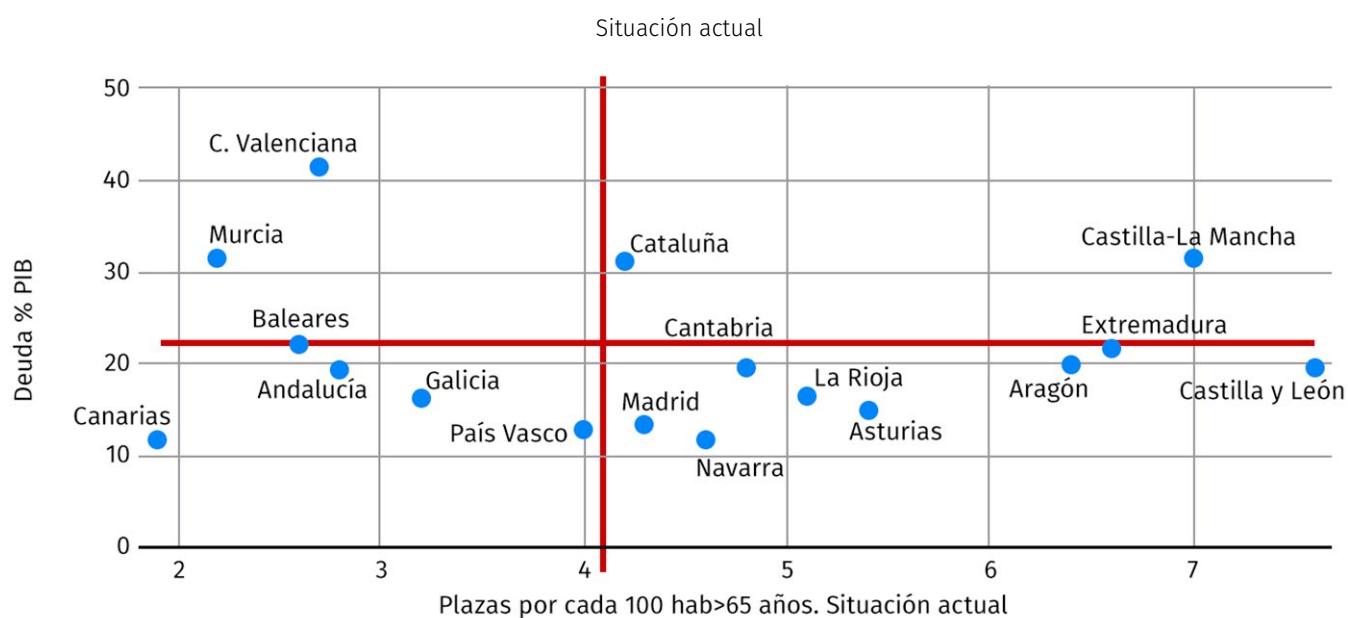 Situación actual
50
C. Valenciana
40
Murcia
Cataluña
Castilla-La Mancha
30
Deuda % PIB
Baleares
Cantabria
Extremadura
20
Andalucía
Galicia
La Rioja
Aragón
Castilla y León
Canarias
Madrid
País Vasco
Asturias
10
Navarra
0
2 3 4 5 6 7
Plazas por cada 100 hab>65 años. Situación actual